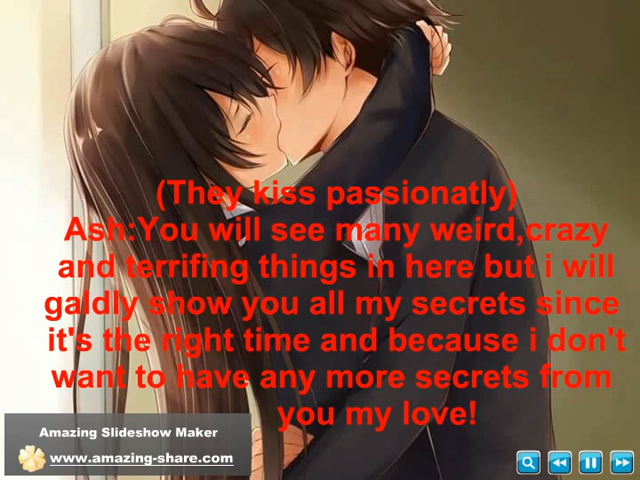 (They kiss passionatly)
Ash:You will see many weird,crazy
and terrifing things in here but i will
galdly show you all my secrets since
it's the right time and because i don't
want to have any more secrets from
you my love!
Amazing Slideshow Maker
www.amazing-share.com